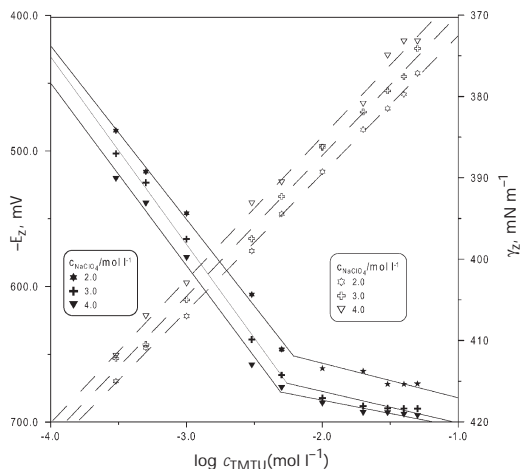 400.0
500.0
600.0
700.0
−E_z, mV
370
380
390
400
410
420
γ_z, mN m⁻¹
c_NaClO₄/mol l⁻¹
2.0
3.0
4.0
c_NaClO₄/mol l⁻¹
2.0
3.0
4.0
-4.0 -3.0 -2.0 -1.0
log c_TMTU(mol l⁻¹)